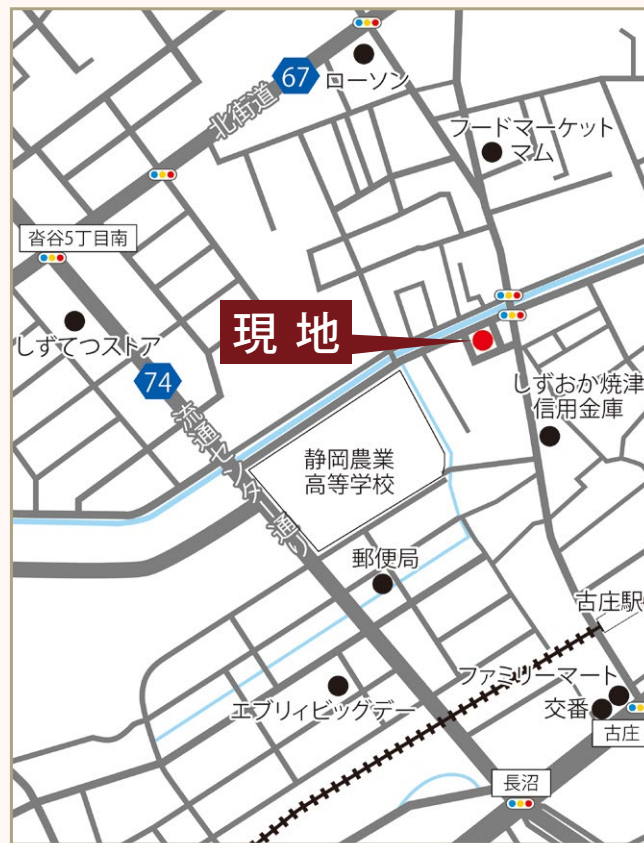 67
北街道
ローソン
フードマーケット
マム
沓谷5丁目南
しずてつストア
現地
74
流通センター通り
しずおか焼津
信用金庫
静岡農業
高等学校
郵便局
古庄駅
ファミリーマート
交番
エブリィビッグデー
古庄
長沼